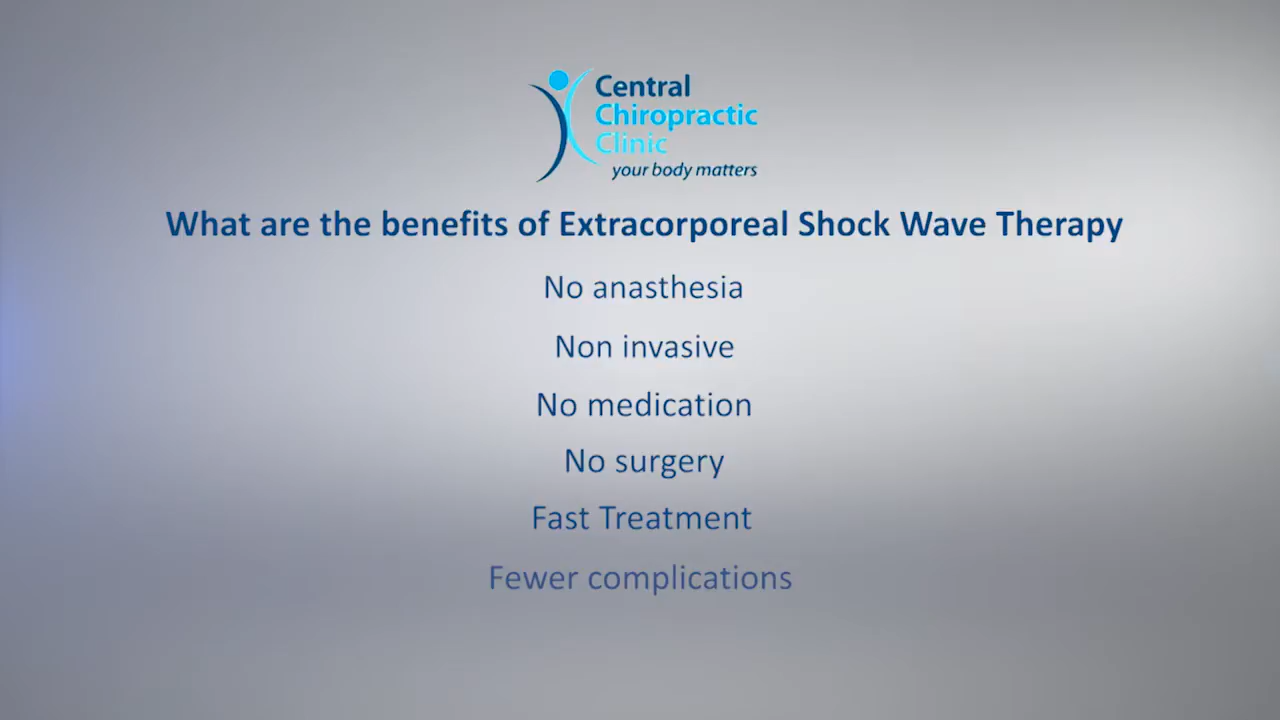 Central
Chiropractic
Clinic
your body matters
What are the benefits of Extracorporeal Shock Wave Therapy
No anasthesia
Non invasive
No medication
No surgery
Fast Treatment
Fewer complications